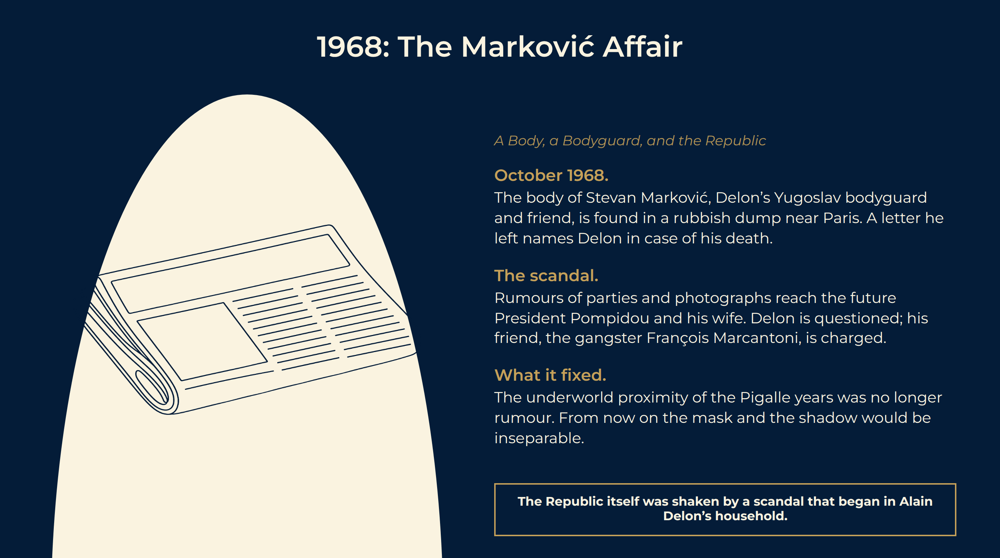 1968: The Marković Affair
A Body, a Bodyguard, and the Republic
October 1968.
The body of Stevan Marković, Delon’s Yugoslav bodyguard
and friend, is found in a rubbish dump near Paris. A letter he
left names Delon in case of his death.
The scandal.
Rumours of parties and photographs reach the future
President Pompidou and his wife. Delon is questioned; his
friend, the gangster François Marcantoni, is charged.
What it fixed.
The underworld proximity of the Pigalle years was no longer
rumour. From now on the mask and the shadow would be
inseparable.
The Republic itself was shaken by a scandal that began in Alain
Delon’s household.